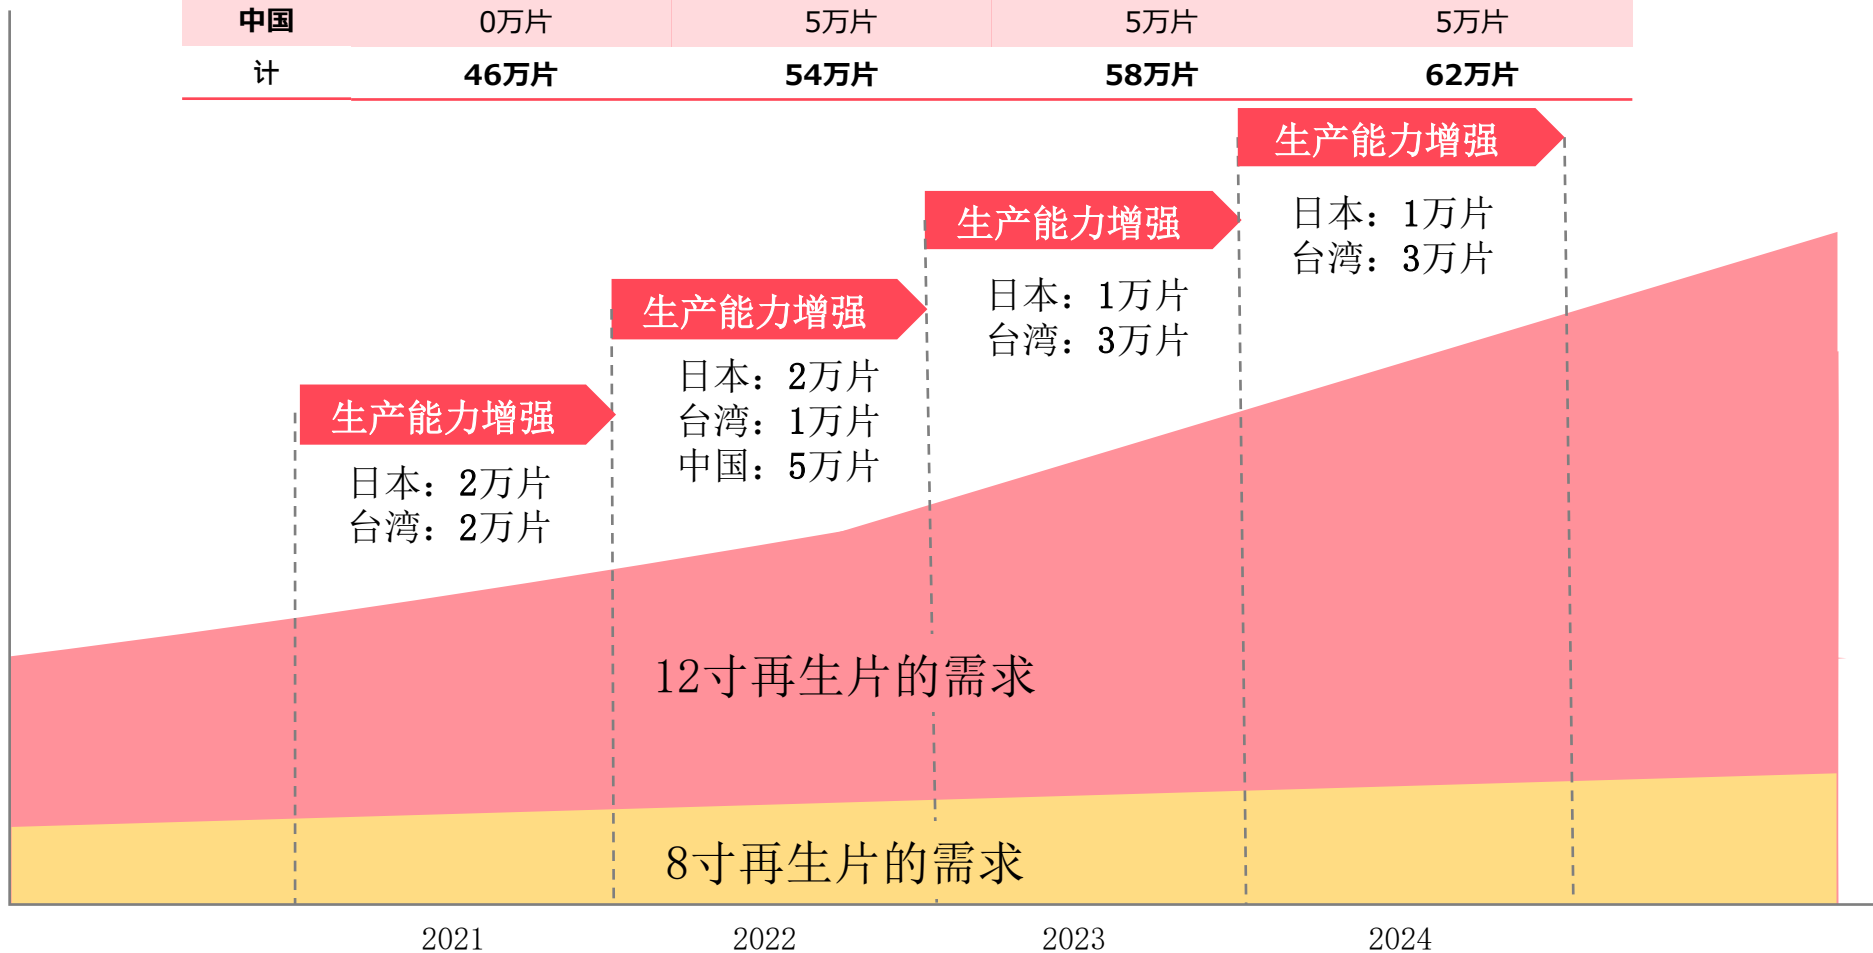 中国 0万片 5万片 5万片 5万片
计 46万片 54万片 58万片 62万片
生产能力增强
日本：1万片
台湾：3万片
生产能力增强
日本：1万片
台湾：3万片
生产能力增强
日本：2万片
台湾：1万片
中国：5万片
生产能力增强
日本：2万片
台湾：2万片
12寸再生片的需求
8寸再生片的需求
2021 2022 2023 2024